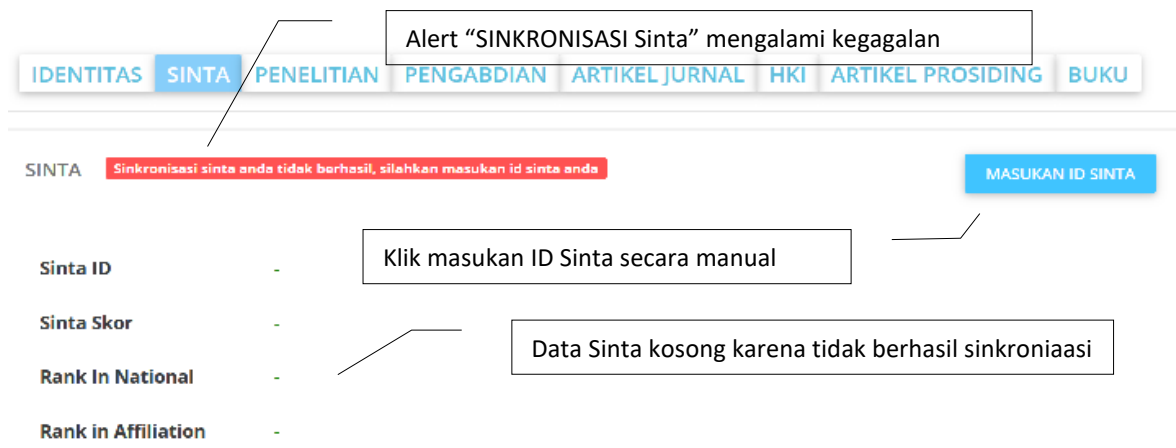 Alert “SINKRONISASI Sinta” mengalami kegagalan
IDENTITAS SINTA PENELITIAN PENGABDIAN ARTIKEL JURNAL HKI ARTIKEL PROSIDING BUKU
SINTA Sinkronisasi sinta anda tidak berhasil, silahkan masukan id sinta anda
MASUKAN ID SINTA
Klik masukan ID Sinta secara manual
Sinta ID -
Sinta Skor -
Data Sinta kosong karena tidak berhasil sinkroniaasi
Rank In National -
Rank in Affiliation -